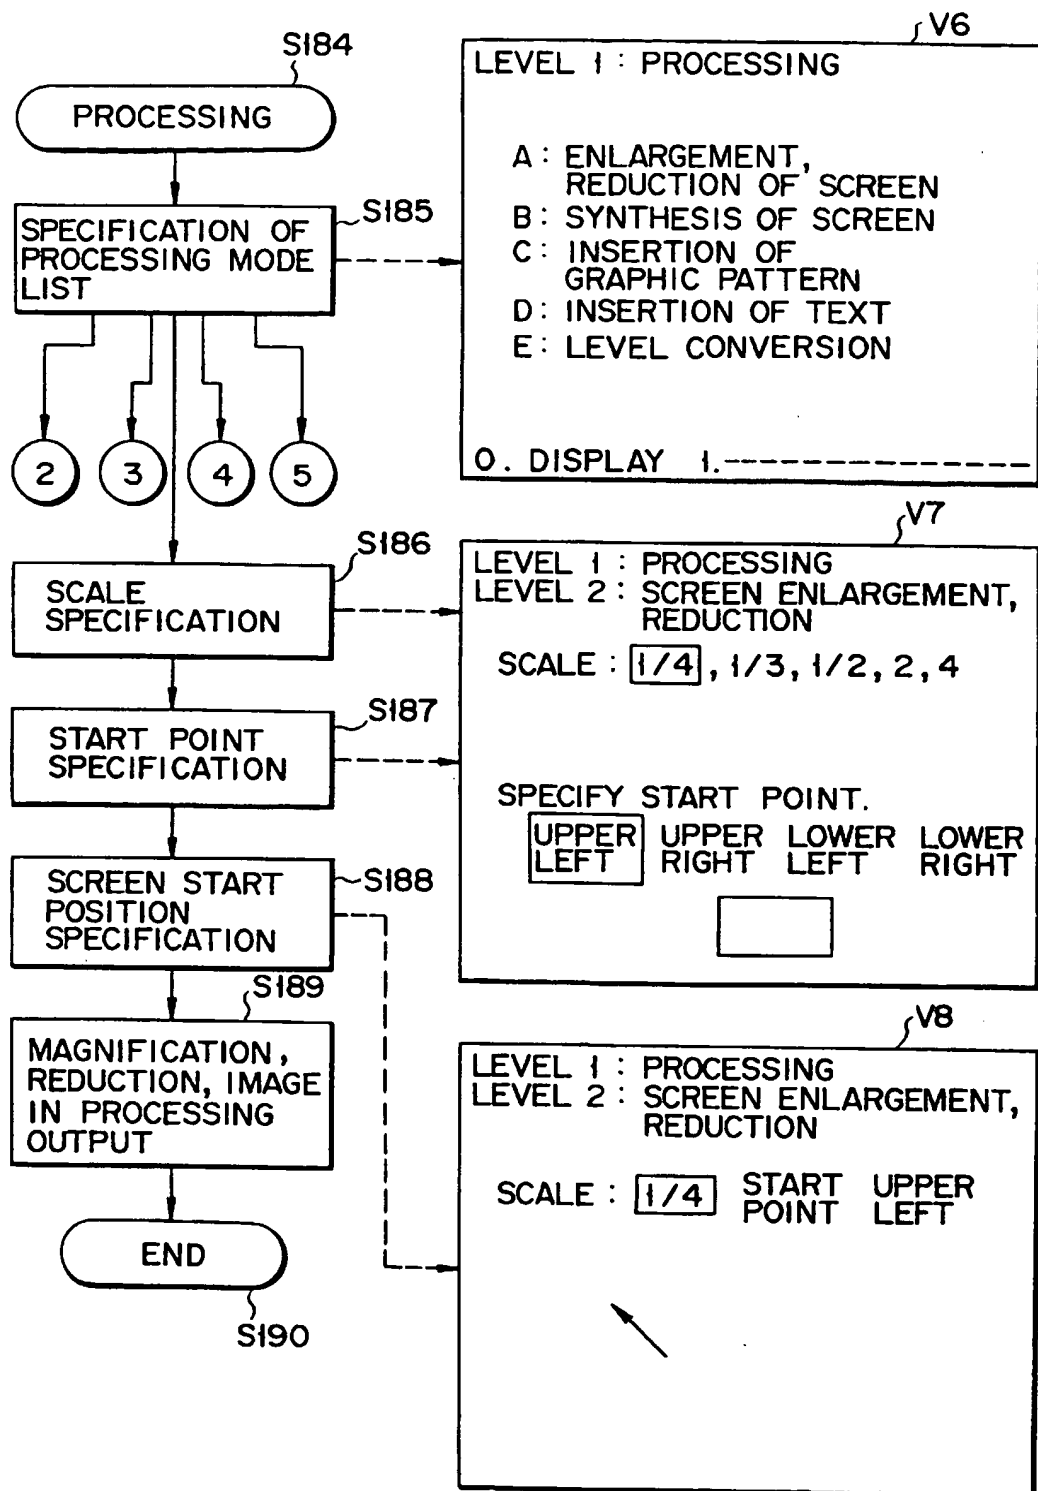 S184
PROCESSING
S185
SPECIFICATION OF
PROCESSING MODE
LIST
2 3 4 5
S186
SCALE
SPECIFICATION
S187
START POINT
SPECIFICATION
S188
SCREEN START
POSITION
SPECIFICATION
S189
MAGNIFICATION,
REDUCTION, IMAGE
IN PROCESSING
OUTPUT
END
S190
V6
LEVEL 1 : PROCESSING
A : ENLARGEMENT,
REDUCTION OF SCREEN
B : SYNTHESIS OF SCREEN
C : INSERTION OF
GRAPHIC PATTERN
D : INSERTION OF TEXT
E : LEVEL CONVERSION
0. DISPLAY 1.--------------
V7
LEVEL 1 : PROCESSING
LEVEL 2 : SCREEN ENLARGEMENT,
REDUCTION
SCALE : 1/4, 1/3, 1/2, 2, 4
SPECIFY START POINT.
UPPER UPPER LOWER LOWER
LEFT RIGHT LEFT RIGHT
V8
LEVEL 1 : PROCESSING
LEVEL 2 : SCREEN ENLARGEMENT,
REDUCTION
SCALE : 1/4 START UPPER
POINT LEFT